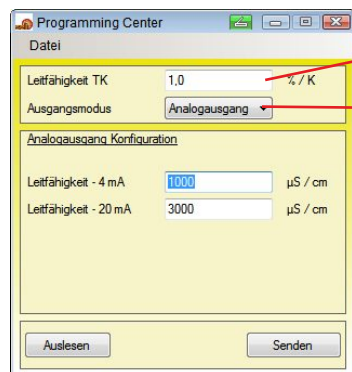 Programming Center
Datei
Leitfähigkeit TK 1,0 % / K
Ausgangsmodus Analogausgang
Analogausgang Konfiguration
Leitfähigkeit - 4 mA 1000 µS / cm
Leitfähigkeit - 20 mA 3000 µS / cm
Auslesen Senden